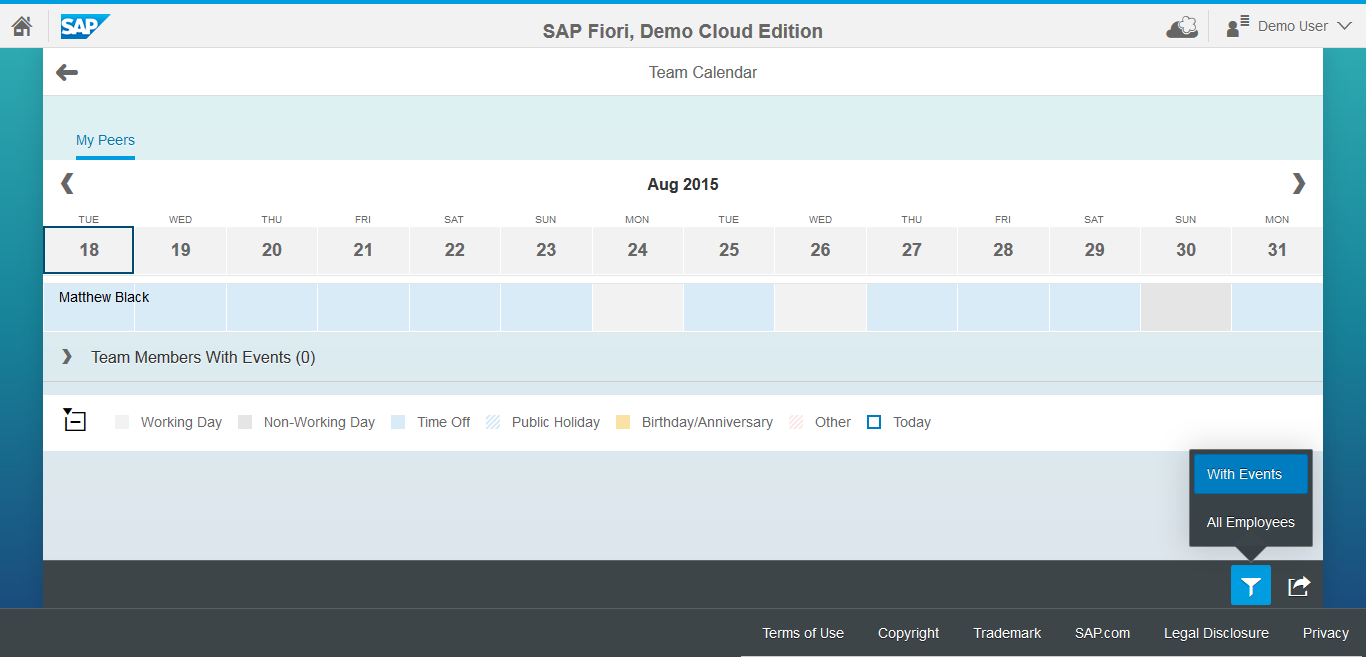 SAP
SAP Fiori, Demo Cloud Edition
Demo User
Team Calendar
My Peers
Aug 2015
TUE WED THU FRI SAT SUN MON TUE WED THU FRI SAT SUN MON
18 19 20 21 22 23 24 25 26 27 28 29 30 31
Matthew Black
Team Members With Events (0)
Working Day Non-Working Day Time Off Public Holiday Birthday/Anniversary Other Today
With Events
All Employees
Terms of Use Copyright Trademark SAP.com Legal Disclosure Privacy